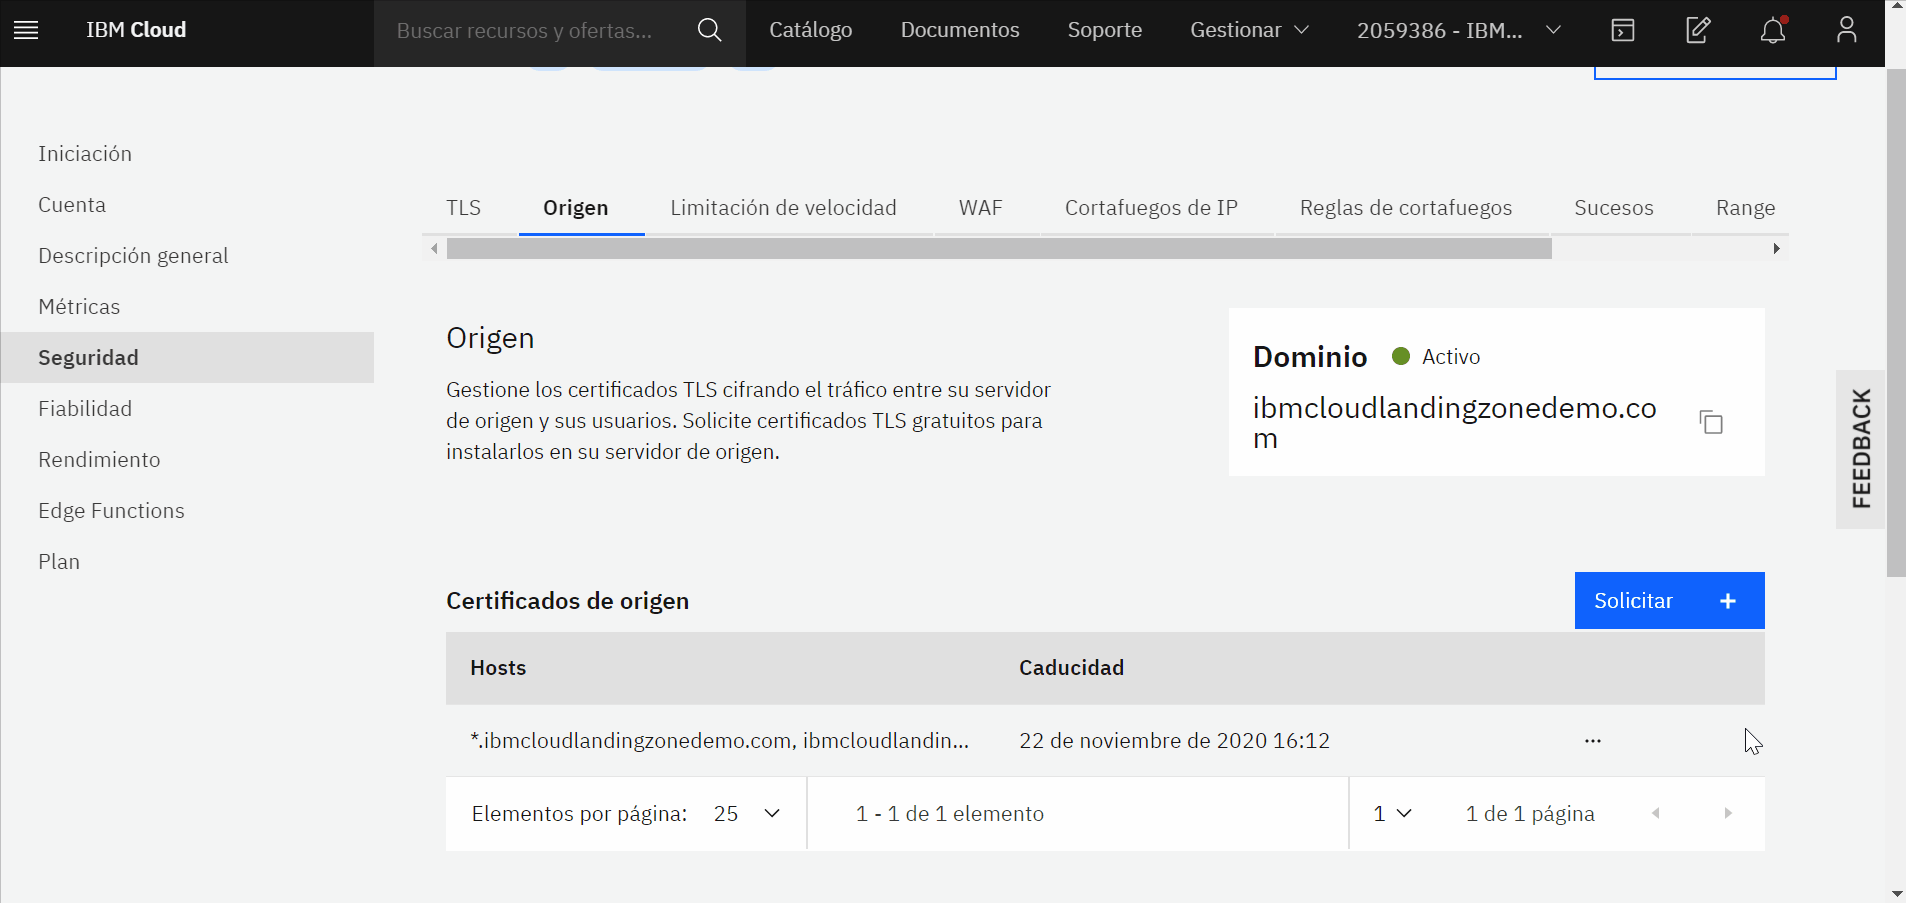 IBM Cloud
Buscar recursos y ofertas...
Catálogo
Documentos
Soporte
Gestionar
2059386 - IBM...
Iniciación
Cuenta
Descripción general
Métricas
Seguridad
Fiabilidad
Rendimiento
Edge Functions
Plan
TLS
Origen
Limitación de velocidad
WAF
Cortafuegos de IP
Reglas de cortafuegos
Sucesos
Range
Origen
Gestione los certificados TLS cifrando el tráfico entre su servidor
de origen y sus usuarios. Solicite certificados TLS gratuitos para
instalarlos en su servidor de origen.
Dominio
Activo
ibmcloudlandingzonedemo.co
m
FEEDBACK
Certificados de origen
Solicitar +
Hosts
Caducidad
*.ibmcloudlandingzonedemo.com, ibmcloudlandin...
22 de noviembre de 2020 16:12
Elementos por página: 25
1 - 1 de 1 elemento
1
1 de 1 página